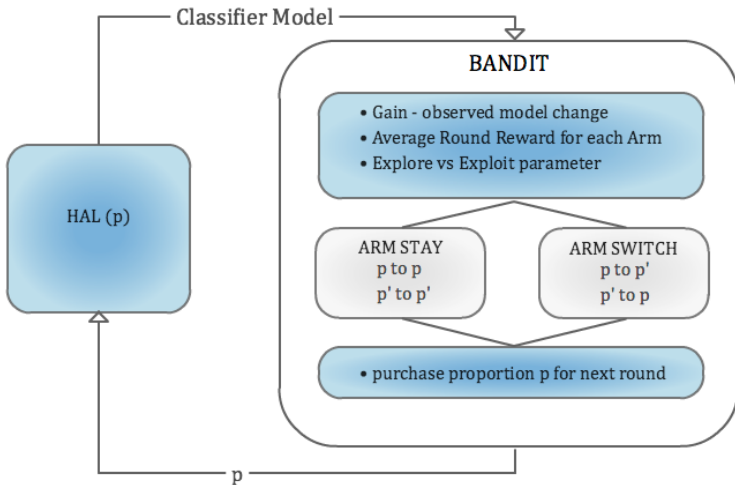 Classifier Model
BANDIT
• Gain - observed model change
• Average Round Reward for each Arm
• Explore vs Exploit parameter
HAL (p)
ARM STAY
p to p
p' to p'
ARM SWITCH
p to p'
p' to p
• purchase proportion p for next round
p